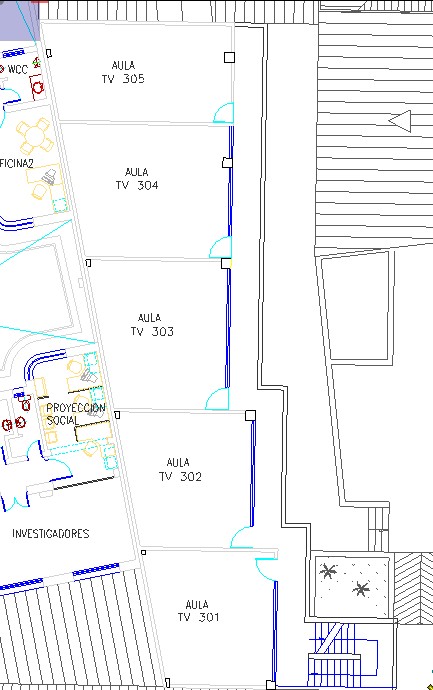 AULA
TV 305
WCC
AULA
TV 304
FICINA2
AULA
TV 303
PROYECCION
SOCIAL
AULA
TV 302
INVESTIGADORES
AULA
TV 301